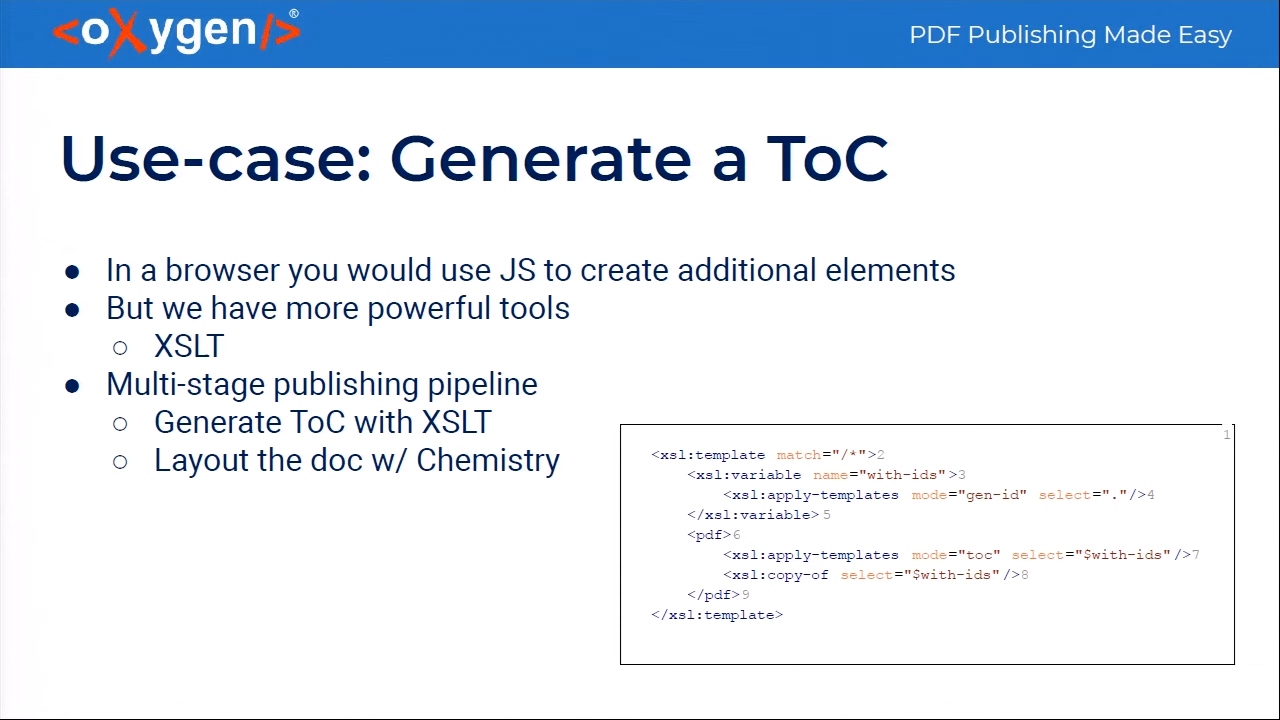 <oXygen/>®
PDF Publishing Made Easy
Use-case: Generate a ToC
● In a browser you would use JS to create additional elements
● But we have more powerful tools
○ XSLT
● Multi-stage publishing pipeline
○ Generate ToC with XSLT
○ Layout the doc w/ Chemistry
1
<xsl:template match="/*">2
<xsl:variable name="with-ids">3
<xsl:apply-templates mode="gen-id" select="."/>4
</xsl:variable>5
<pdf>6
<xsl:apply-templates mode="toc" select="$with-ids"/>7
<xsl:copy-of select="$with-ids"/>8
</pdf>9
</xsl:template>